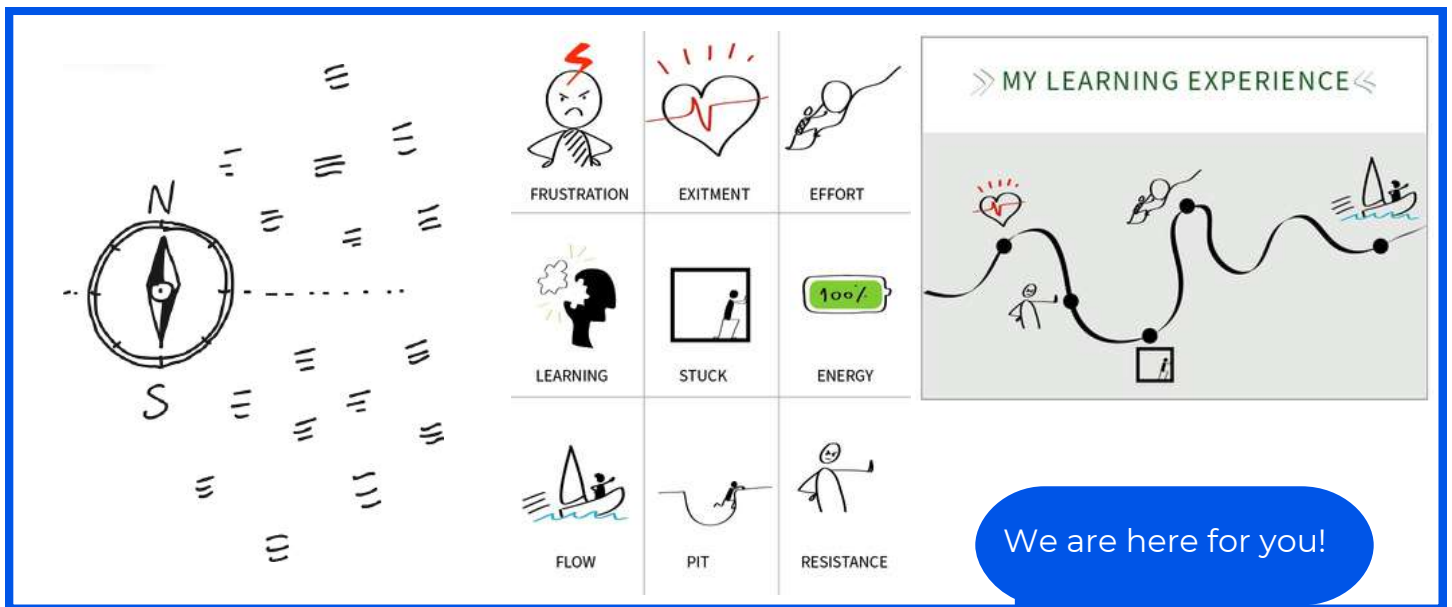 N
S
FRUSTRATION
EXITMENT
EFFORT
LEARNING
STUCK
100%
ENERGY
FLOW
PIT
RESISTANCE
MY LEARNING EXPERIENCE
We are here for you!